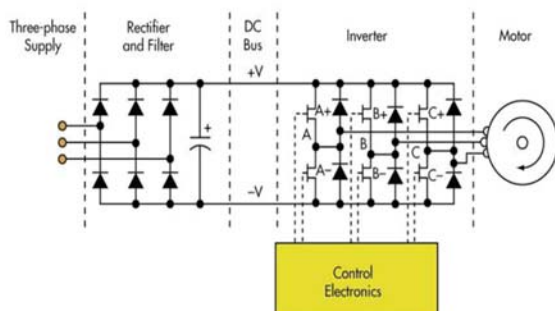 Three-phase
Supply
Rectifier
and Filter
DC
Bus
Inverter
Motor
+V
+
A+
B+
C+
A
B
C
A−
B−
C−
−V
Control
Electronics